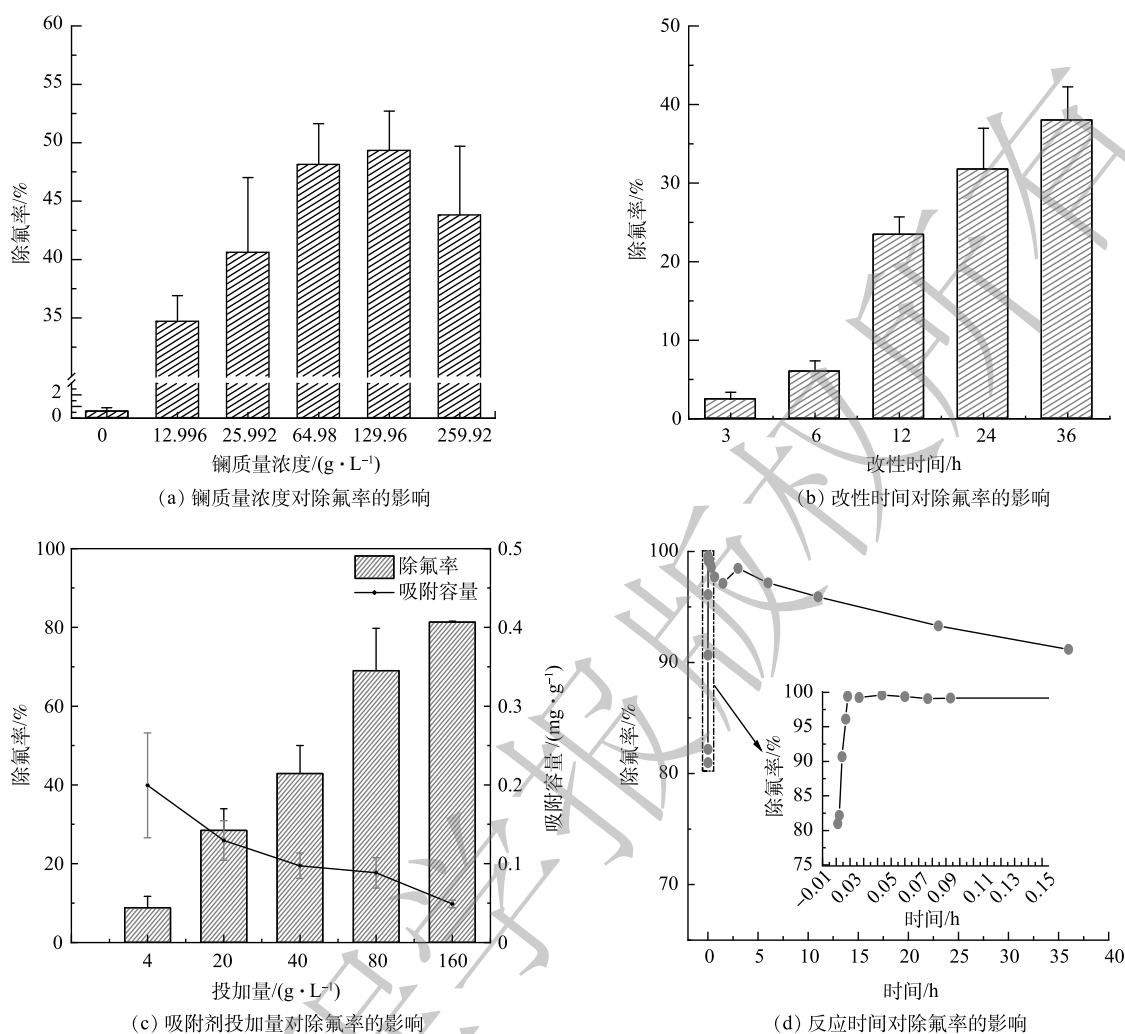 60
55
50
45
40
35
2
0
除氟率/%
0 12.996 25.992 64.98 129.96 259.92
镧质量浓度/(g·L⁻¹)
（a）镧质量浓度对除氟率的影响
50
40
30
20
10
0
除氟率/%
3 6 12 24 36
改性时间/h
（b）改性时间对除氟率的影响
100
80
60
40
20
0
除氟率/%
除氟率
吸附容量
0.5
0.4
0.3
0.2
0.1
0
吸附容量/(mg·g⁻¹)
4 20 40 80 160
投加量/(g·L⁻¹)
（c）吸附剂投加量对除氟率的影响
100
90
80
70
除氟率/%
100
95
90
85
80
75
除氟率/%
−0.01 0.03 0.05 0.07 0.09 0.11 0.13 0.15
时间/h
0 5 10 15 20 25 30 35 40
时间/h
（d）反应时间对除氟率的影响
学报版权所有